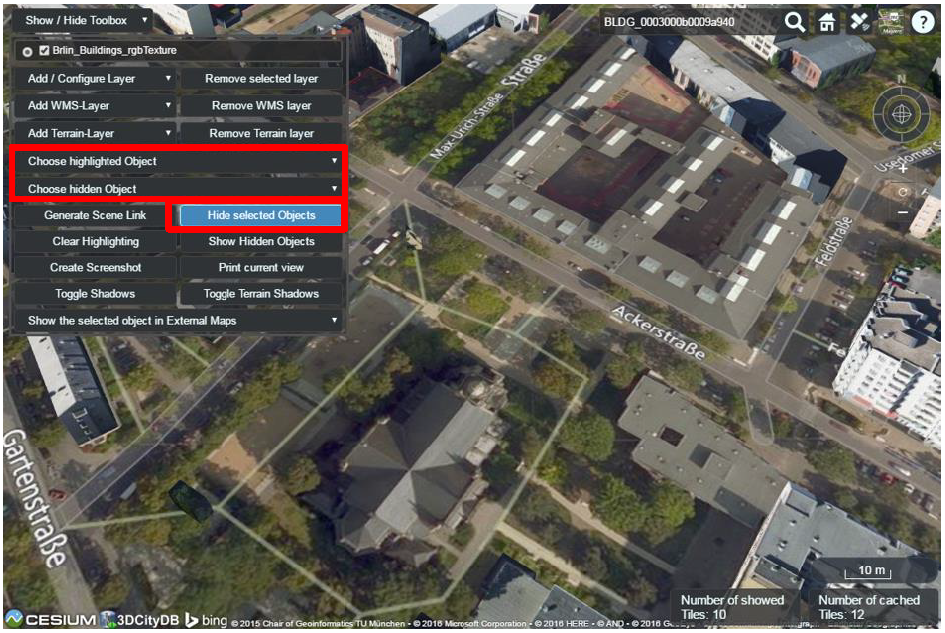 Show / Hide Toolbox
BLDG_0003000b0009a940
?
Brlin_Buildings_rgbTexture
Add / Configure Layer
Remove selected layer
Add WMS-Layer
Remove WMS layer
Add Terrain-Layer
Remove Terrain layer
Choose highlighted Object
Choose hidden Object
Generate Scene Link
Hide selected Objects
Clear Highlighting
Show Hidden Objects
Create Screenshot
Print current view
Toggle Shadows
Toggle Terrain Shadows
Show the selected object in External Maps
Max-Urich-Straße
Straße
N
Usedomer
Feldstraße
Ackerstraße
Gartenstraße
10 m
Number of showed
Tiles: 10
Number of cached
Tiles: 12
CESIUM 3DCityDB bing © 2015 Chair of Geoinformatics TU München - © 2016 Microsoft Corporation - © 2016 HERE - © AND - © 2016